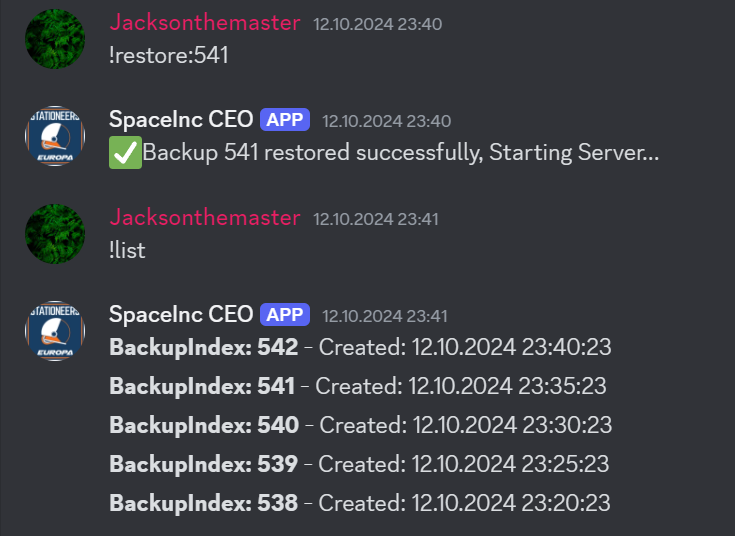 Jacksonthemaster 12.10.2024 23:40
!restore:541
STATIONEERS
EUROPA
SpaceInc CEO APP 12.10.2024 23:40
✅Backup 541 restored successfully, Starting Server...
Jacksonthemaster 12.10.2024 23:41
!list
STATIONEERS
EUROPA
SpaceInc CEO APP 12.10.2024 23:41
BackupIndex: 542 - Created: 12.10.2024 23:40:23
BackupIndex: 541 - Created: 12.10.2024 23:35:23
BackupIndex: 540 - Created: 12.10.2024 23:30:23
BackupIndex: 539 - Created: 12.10.2024 23:25:23
BackupIndex: 538 - Created: 12.10.2024 23:20:23